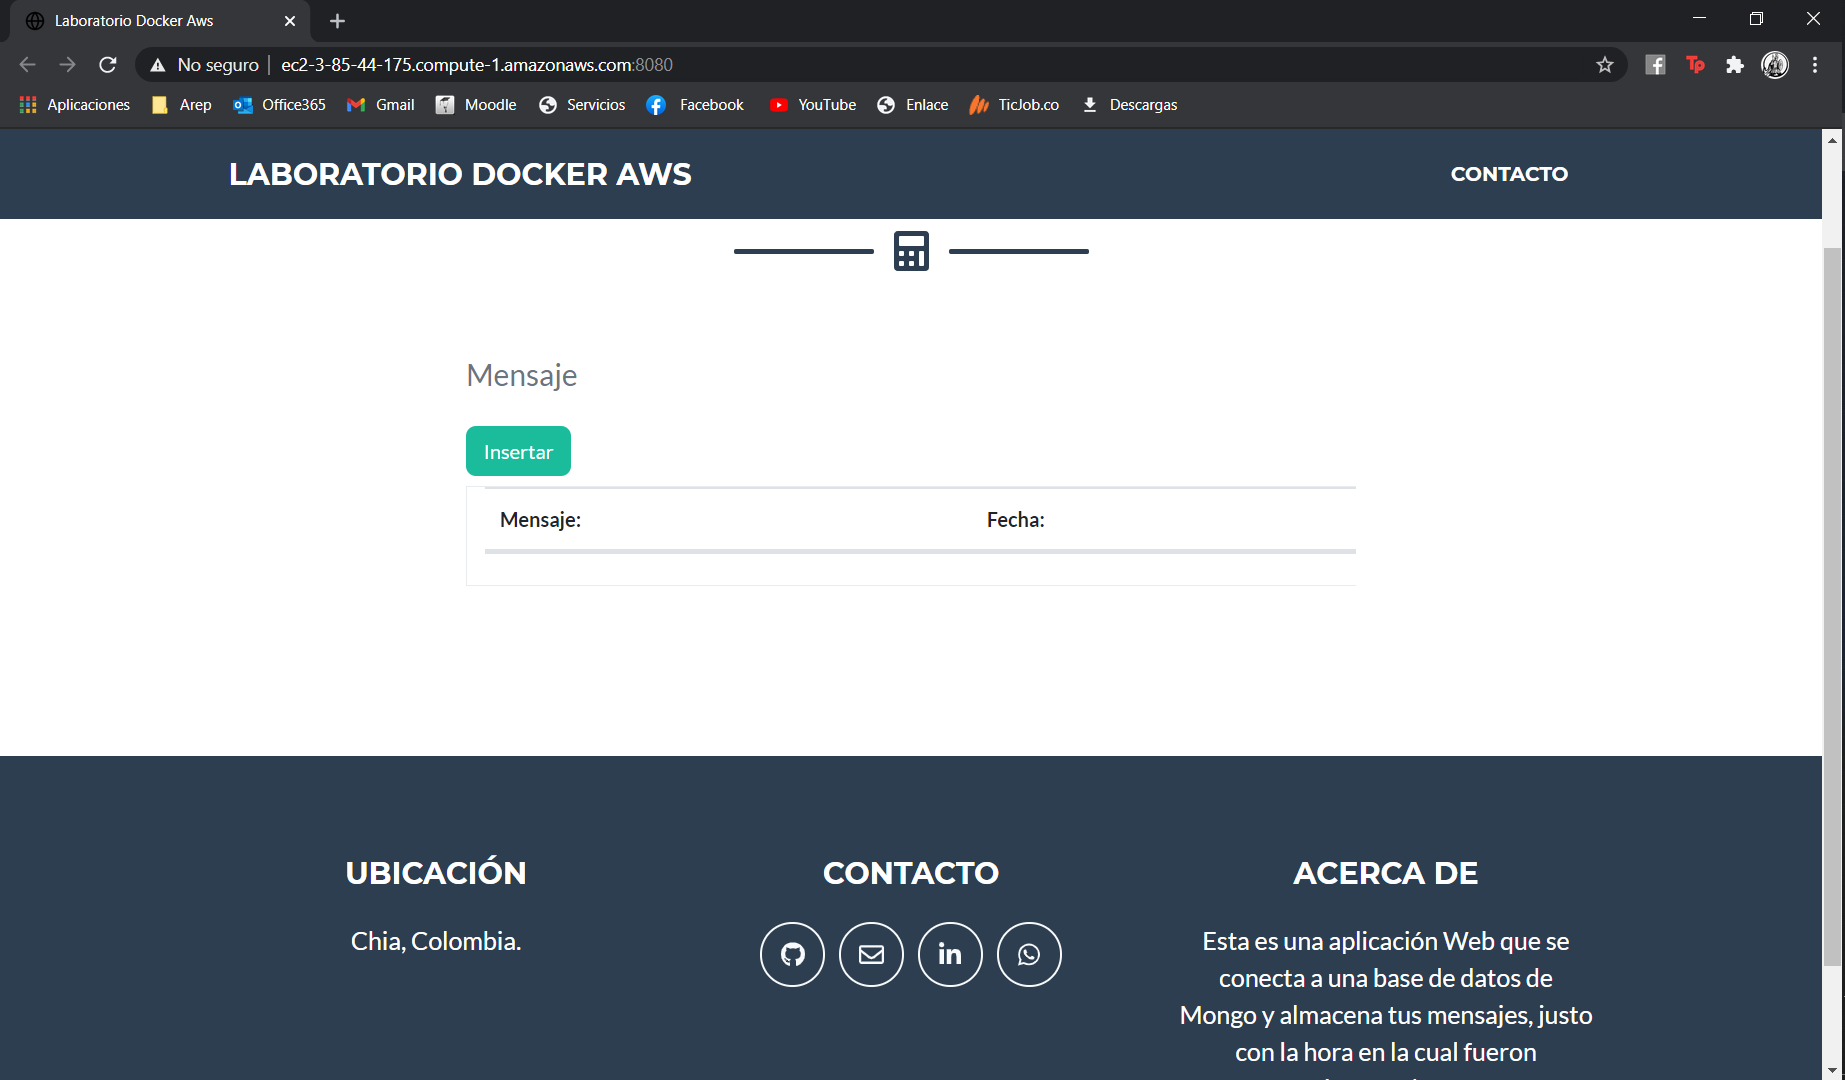 Laboratorio Docker Aws
No seguro | ec2-3-85-44-175.compute-1.amazonaws.com:8080
Aplicaciones Arep Office365 Gmail Moodle Servicios Facebook YouTube Enlace TicJob.co Descargas
LABORATORIO DOCKER AWS
CONTACTO
Mensaje
Insertar
Mensaje: Fecha:
UBICACIÓN
Chia, Colombia.
CONTACTO
ACERCA DE
Esta es una aplicación Web que se
conecta a una base de datos de
Mongo y almacena tus mensajes, justo
con la hora en la cual fueron